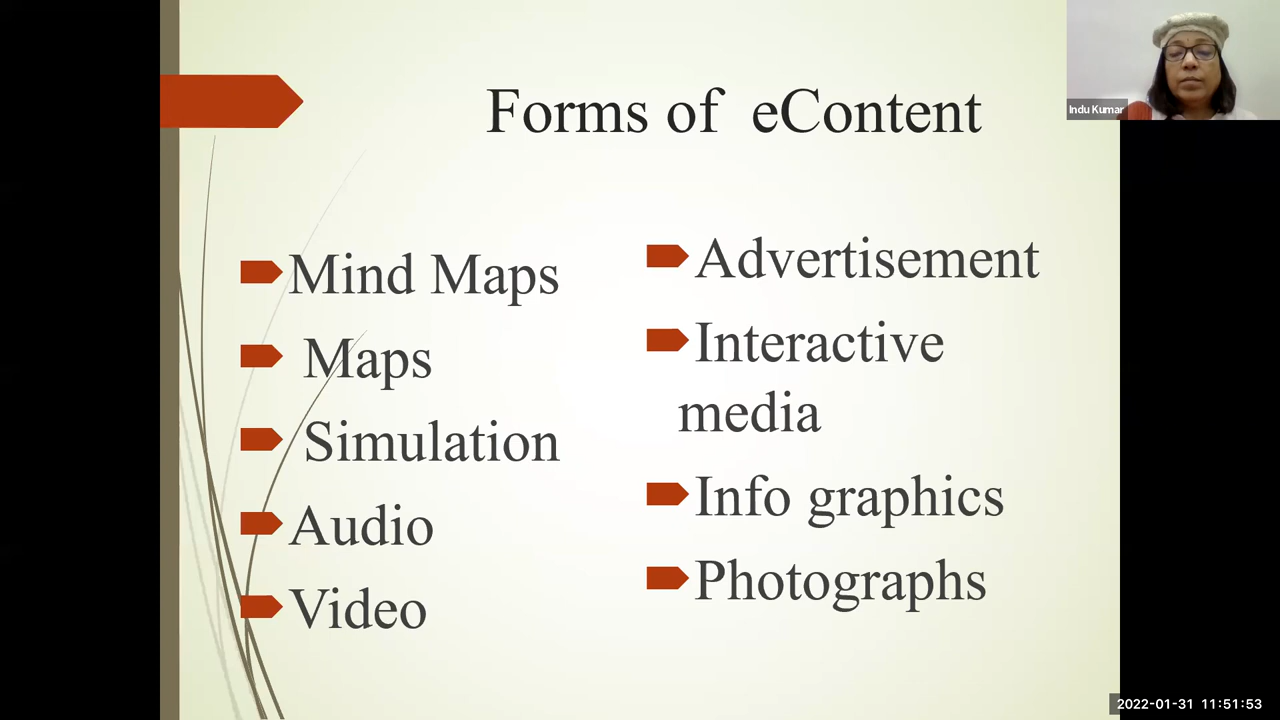 Forms of eContent
Mind Maps
Maps
Simulation
Audio
Video
Advertisement
Interactive
media
Info graphics
Photographs
Indu Kumar
2022-01-31 11:51:53